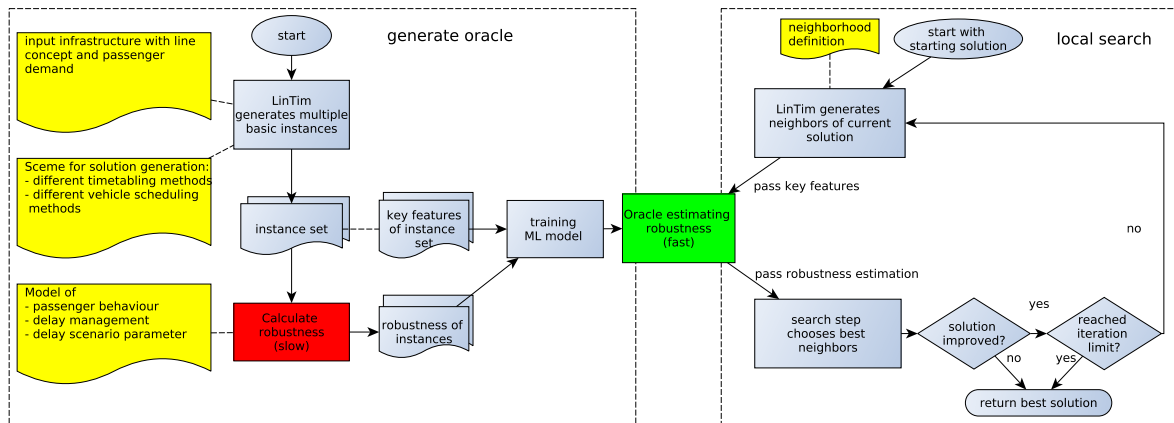 generate oracle
start
input infrastructure with line
concept and passenger
demand
LinTim
generates multiple
basic instances
Sceme for solution generation:
- different timetabling methods
- different vehicle scheduling
methods
instance set
key features
of instance
set
training
ML model
Model of
- passenger behaviour
- delay management
- delay scenario parameter
Calculate
robustness
(slow)
robustness of
instances
Oracle estimating
robustness
(fast)
local search
neighborhood
definition
start with
starting solution
LinTim generates
neighbors of current
solution
pass key features
pass robustness estimation
search step
chooses best
neighbors
solution
improved?
yes
no
reached
iteration
limit?
no
yes
return best solution